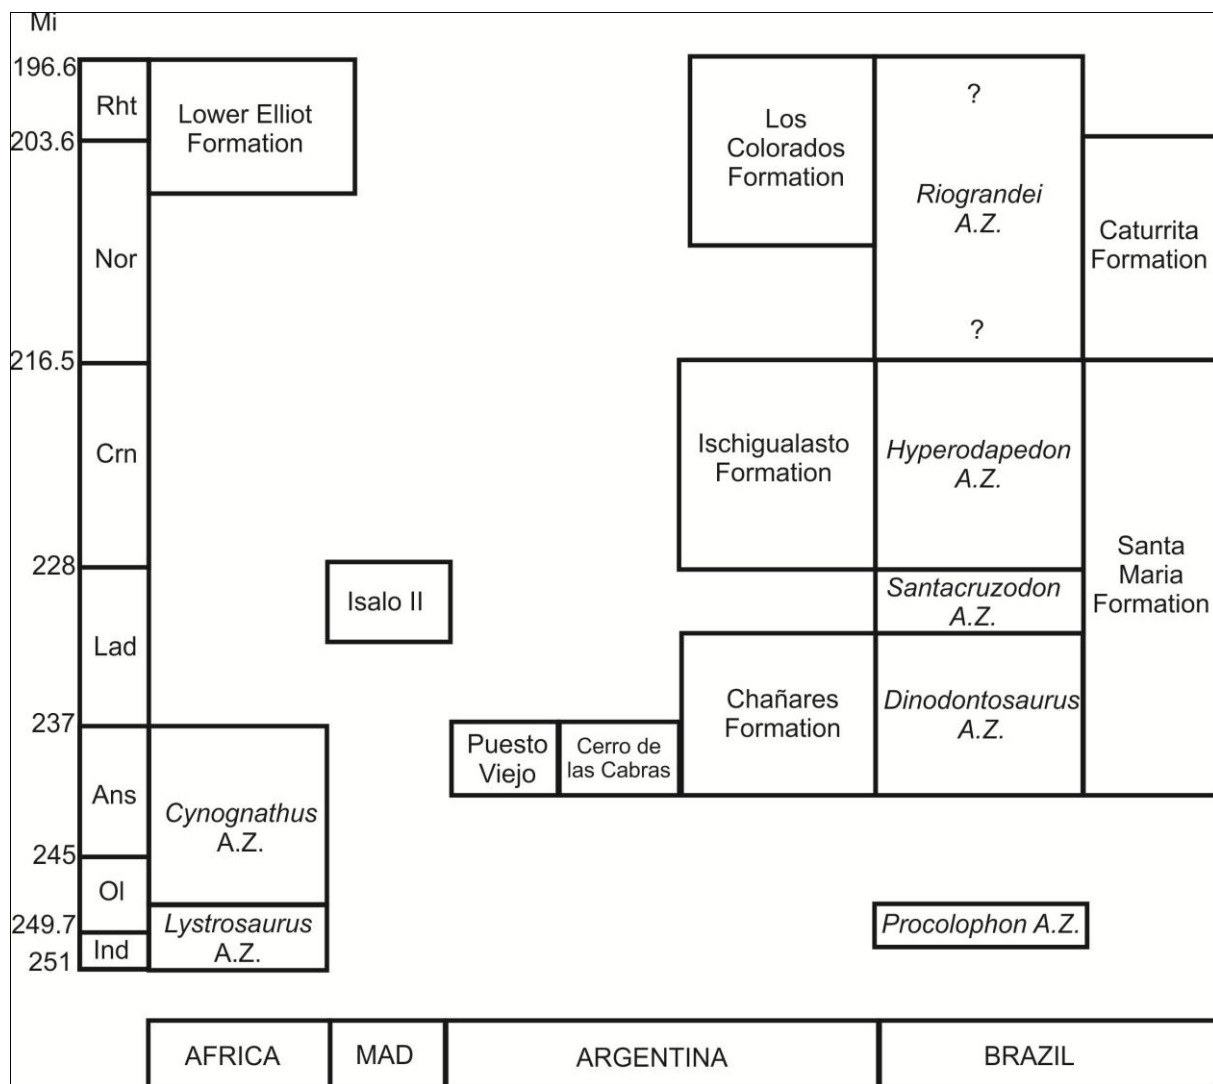 Mi
196.6
Rht
203.6
Nor
216.5
Crn
228
Lad
237
Ans
245
Ol
249.7
Ind
251
Lower Elliot
Formation
Cynognathus
A.Z.
Lystrosaurus
A.Z.
Isalo II
Puesto
Viejo
Cerro de
las Cabras
Los
Colorados
Formation
Ischigualasto
Formation
Chañares
Formation
?
Riograndei
A.Z.
?
Hyperodapedon
A.Z.
Santacruzodon
A.Z.
Dinodontosaurus
A.Z.
Procolophon A.Z.
Caturrita
Formation
Santa
Maria
Formation
AFRICA
MAD
ARGENTINA
BRAZIL